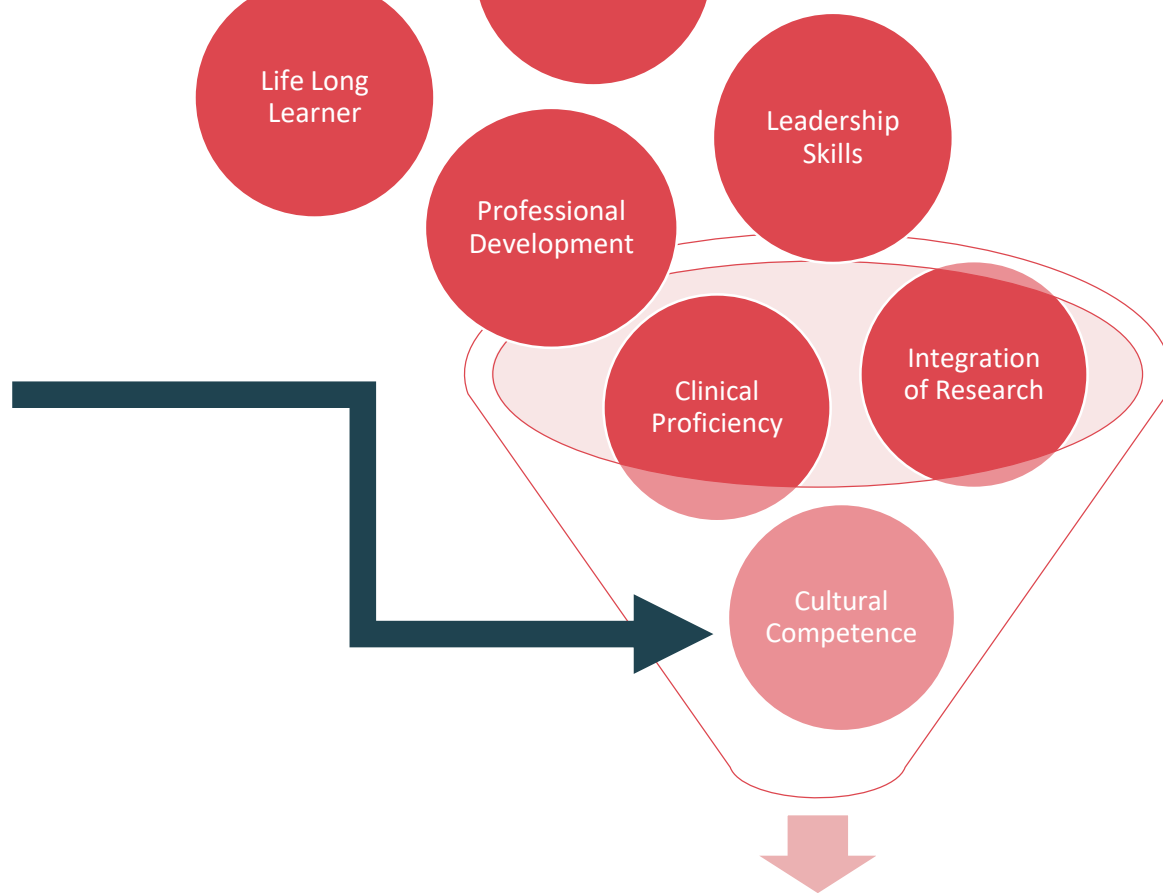 Life Long
Learner
Leadership
Skills
Professional
Development
Integration
of Research
Clinical
Proficiency
Cultural
Competence